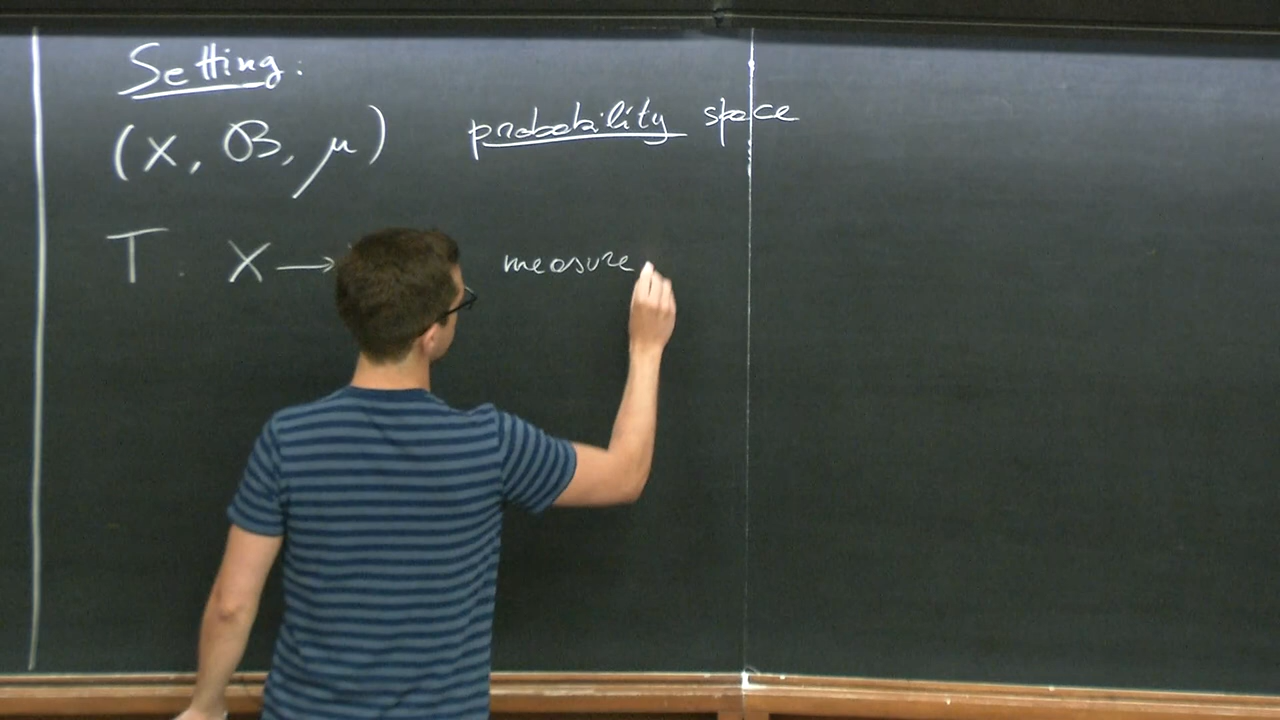 Setting:
(X, B, μ) probability space
T: X → measure